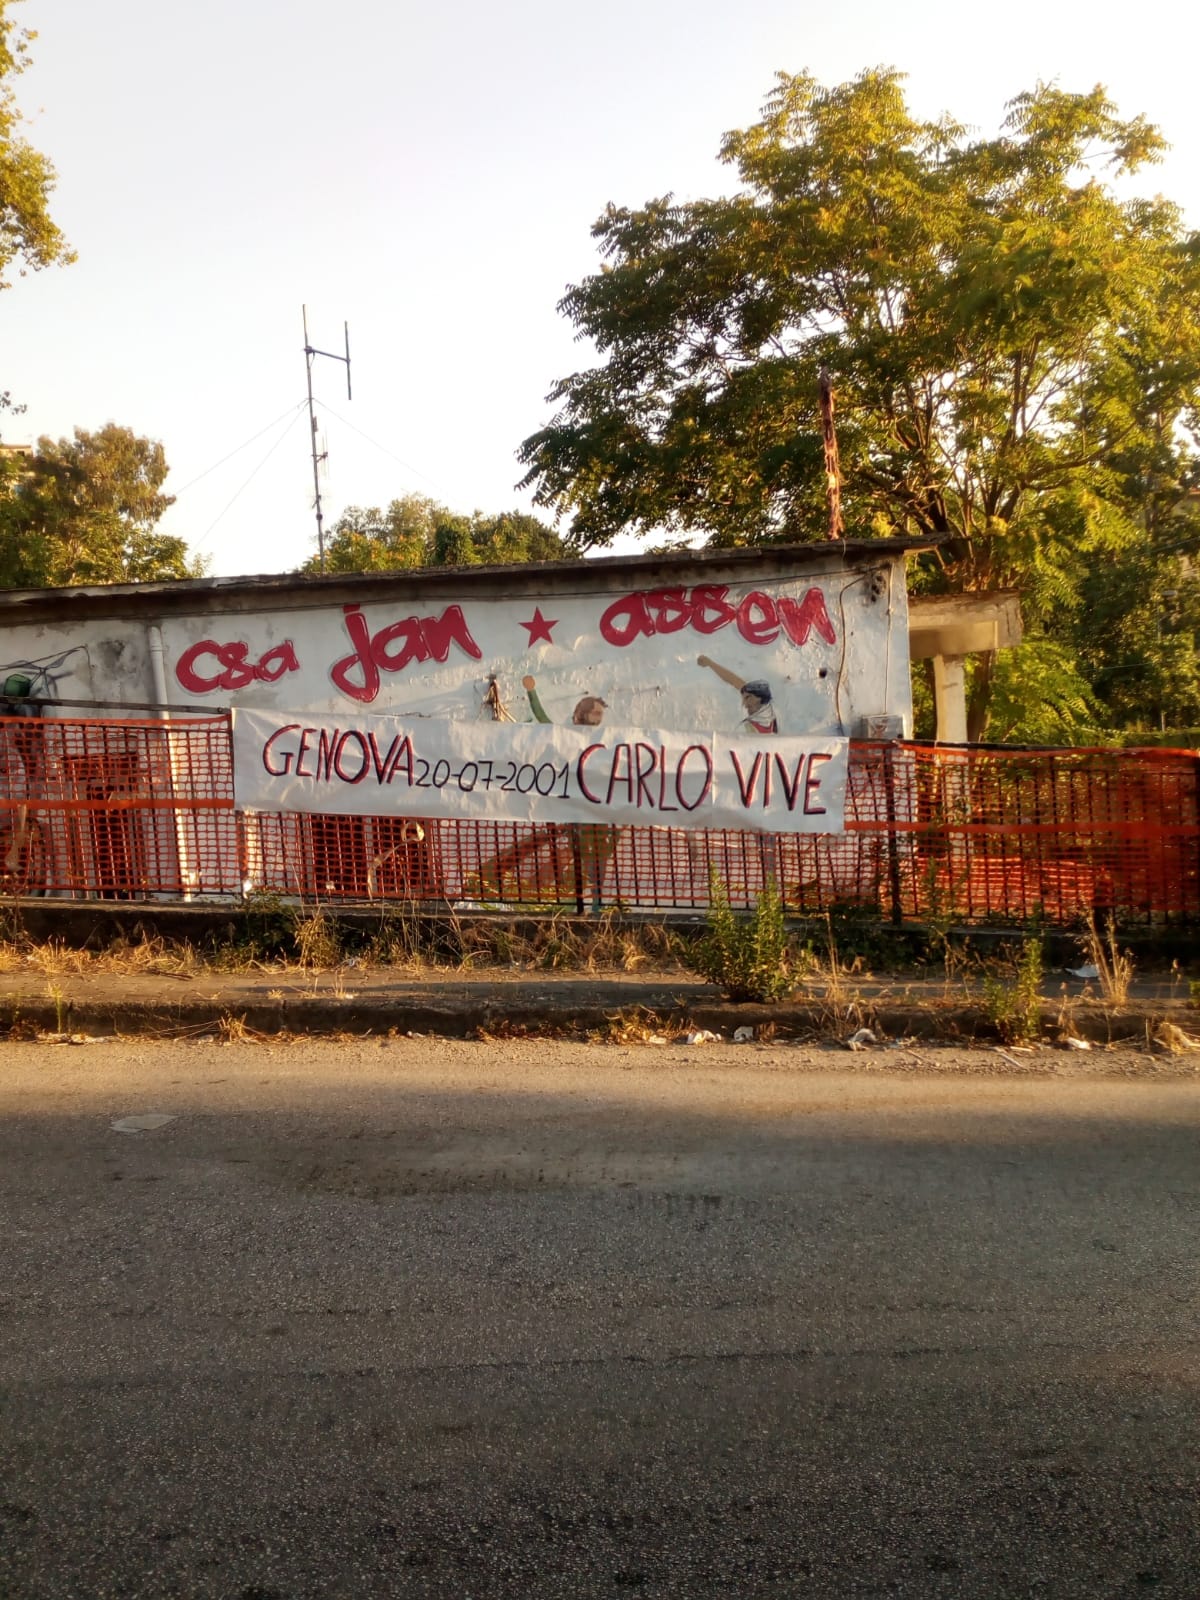 csa jan ★ assen
GENOVA 20-07-2001 CARLO VIVE